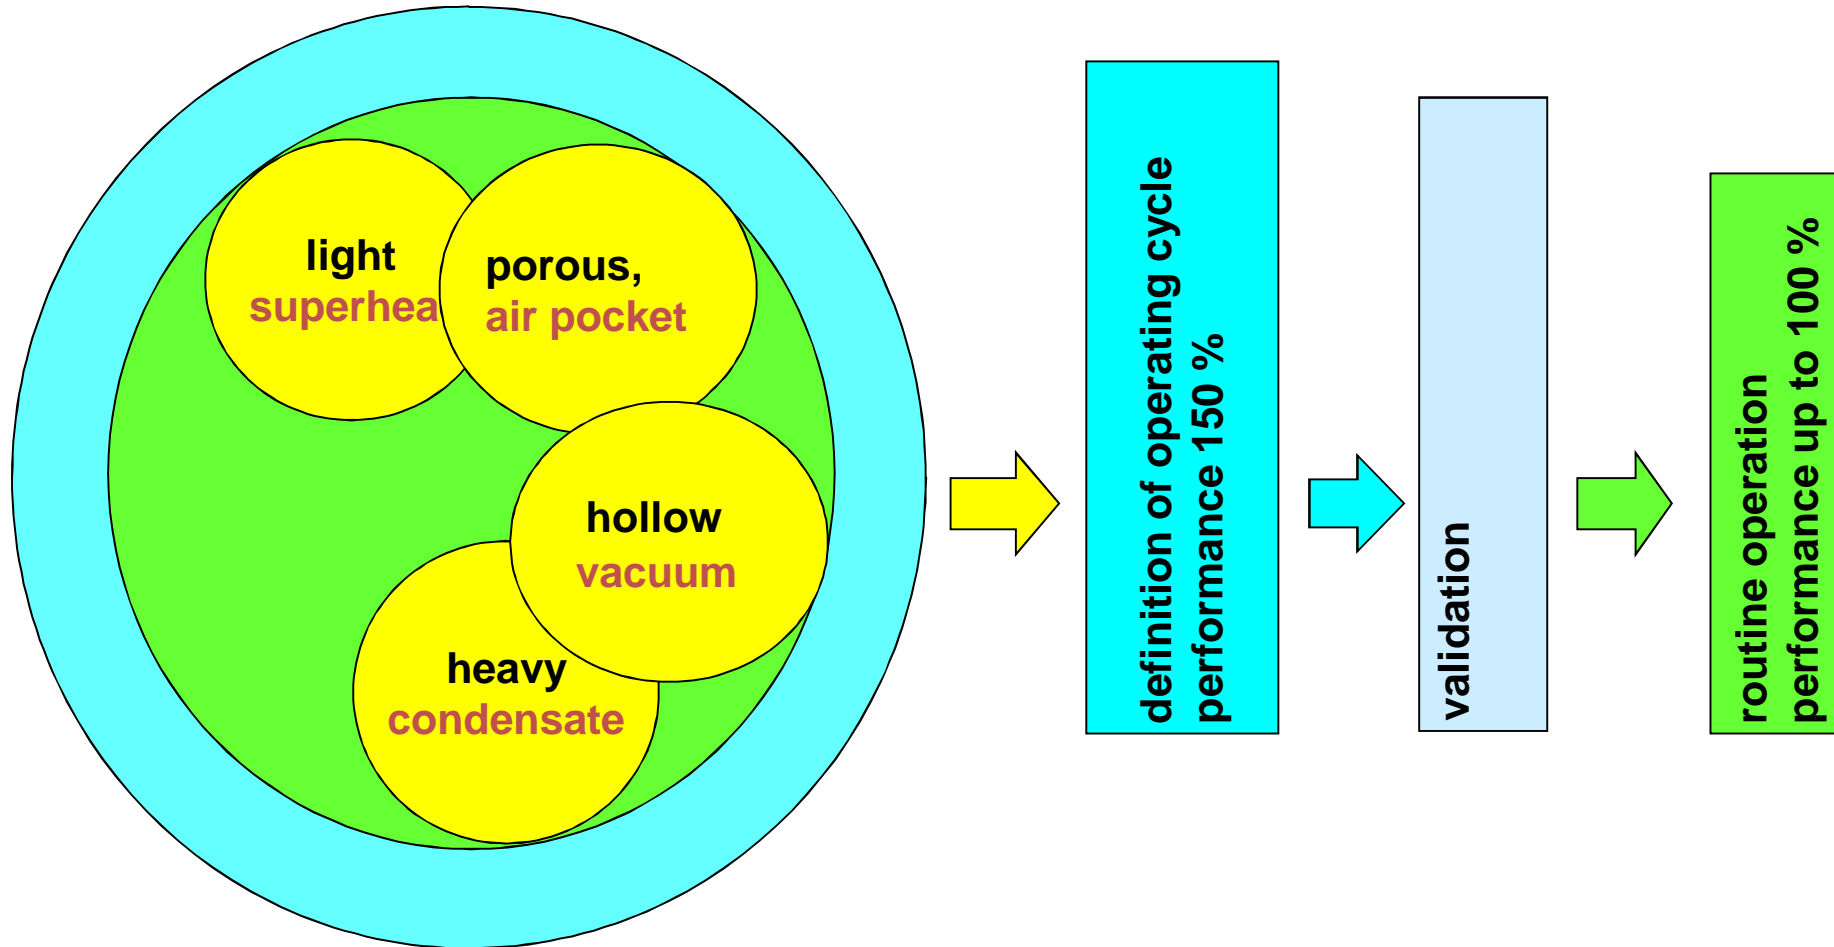 light
superhea
porous,
air pocket
hollow
vacuum
heavy
condensate
definition of operating cycle
performance 150 %
validation
routine operation
performance up to 100 %